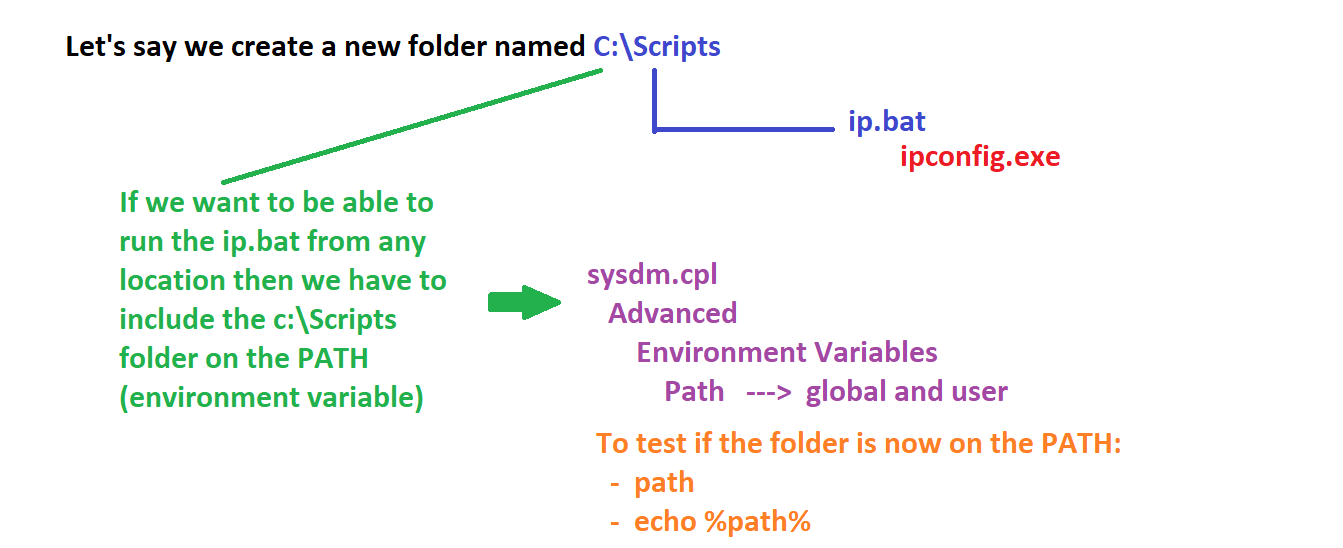 Let's say we create a new folder named C:\Scripts
ip.bat
ipconfig.exe
If we want to be able to
run the ip.bat from any
location then we have to
include the c:\Scripts
folder on the PATH
(environment variable)
sysdm.cpl
Advanced
Environment Variables
Path ---> global and user
To test if the folder is now on the PATH:
- path
- echo %path%